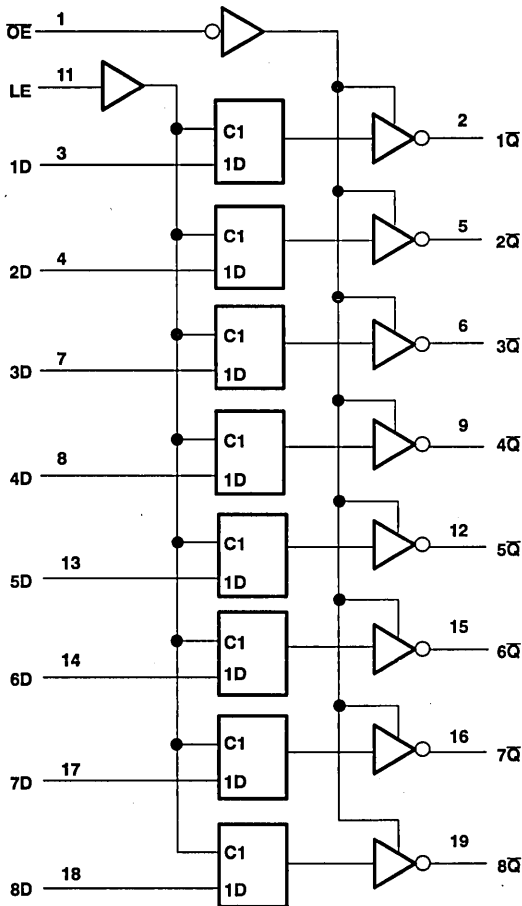 O̅E̅ 1
LE 11
C1 2 1Q̅
1D 3 1D
C1 5 2Q̅
2D 4 1D
C1 6 3Q̅
3D 7 1D
C1 9 4Q̅
4D 8 1D
C1 12 5Q̅
5D 13 1D
C1 15 6Q̅
6D 14 1D
C1 16 7Q̅
7D 17 1D
C1 19 8Q̅
8D 18 1D